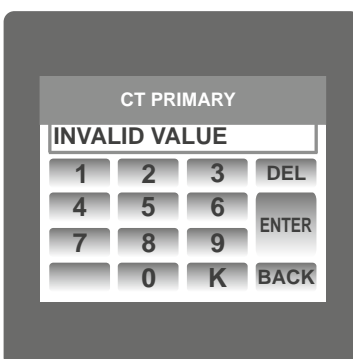 CT PRIMARY
INVALID VALUE
1 2 3 DEL
4 5 6 ENTER
7 8 9
0 K BACK